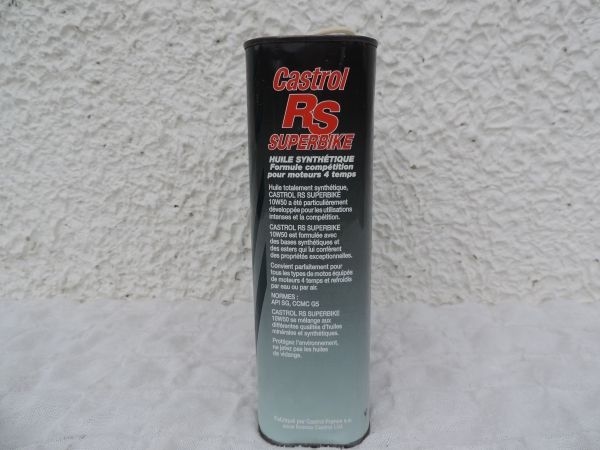 Castrol
RS
SUPERBIKE
HUILE SYNTHÉTIQUE
Formule compétition
pour moteurs 4 temps
Huile totalement synthétique,
CASTROL RS SUPERBIKE
10W50 a été particulièrement
développée pour les utilisations
intenses et la compétition.
CASTROL RS SUPERBIKE
10W50 est formulée avec
des bases synthétiques et
des esters qui lui confèrent
des propriétés exceptionnelles.
Convient parfaitement pour
tous les types de motos équipés
de moteurs 4 temps et refroidis
par eau ou par air.
NORMES :
API SG, CCMC G5
CASTROL RS SUPERBIKE
10W50 se mélange aux
différentes qualités d'huiles
minérales et synthétiques.
Protégez l'environnement,
ne jetez pas les huiles
de vidange.
Fabriqué par Castrol France s.a.
sous licence Castrol Ltd.